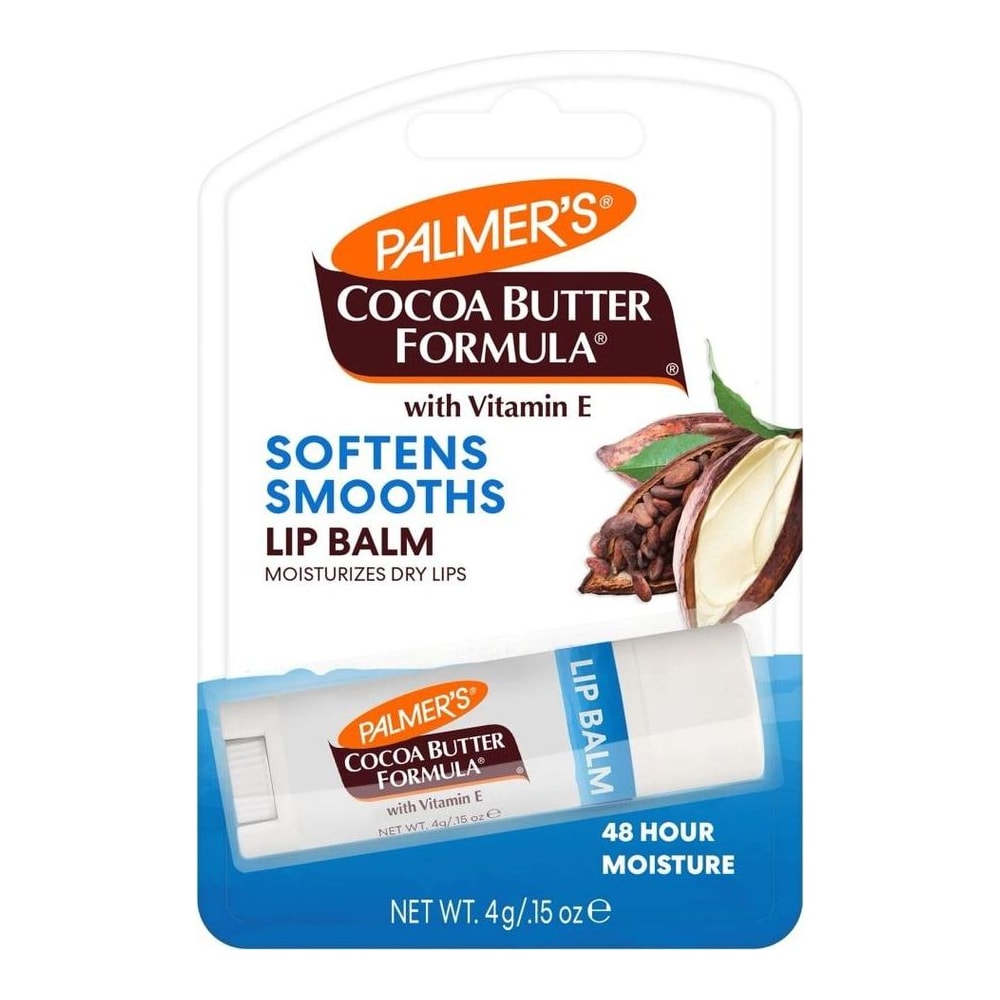 PALMER'S®
COCOA BUTTER
FORMULA®
®
with Vitamin E
SOFTENS
SMOOTHS
LIP BALM
MOISTURIZES DRY LIPS
PALMER'S®
COCOA BUTTER
FORMULA®
®
with Vitamin E
NET WT. 4g/.15 oz e
LIP BALM
48 HOUR
MOISTURE
NET WT. 4g/.15 oz e